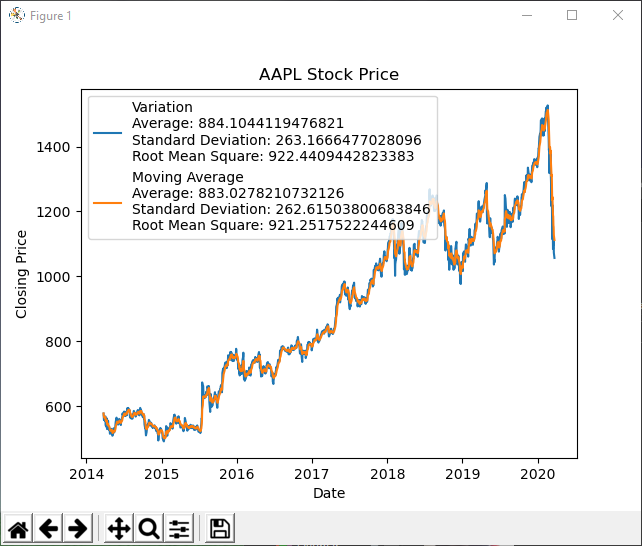 Figure 1
AAPL Stock Price
Variation
Average: 884.1044119476821
Standard Deviation: 263.1666477028096
Root Mean Square: 922.4409442823383
Moving Average
Average: 883.0278210732126
Standard Deviation: 262.61503800683846
Root Mean Square: 921.2517522244609
1400
1200
1000
800
600
Closing Price
2014 2015 2016 2017 2018 2019 2020
Date